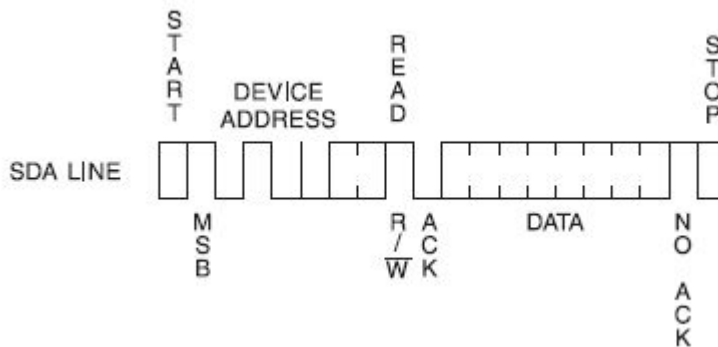 START
DEVICE
ADDRESS
READ
STOP
SDA LINE
MSB
R/W
ACK
DATA
NO ACK